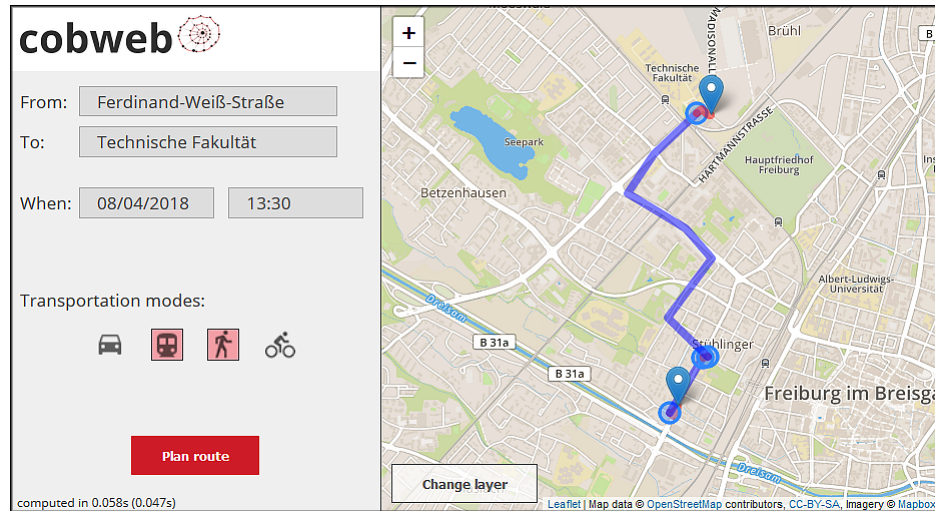 cobweb
From: Ferdinand-Weiß-Straße
To: Technische Fakultät
When: 08/04/2018 13:30
Transportation modes:
Plan route
computed in 0.058s (0.047s)
+
−
Brühl
B
Technische
Fakultät
HARTMANNSTRASSE
Seepark
Hauptfriedhof
Freiburg
Betzenhausen
Albert-Ludwigs-
Universität
Dreisam
B 31a
Stühlinger
B 31a
Freiburg im Breisga
Dreisam
Change layer
Leaflet | Map data © OpenStreetMap contributors, CC-BY-SA, Imagery © Mapbox